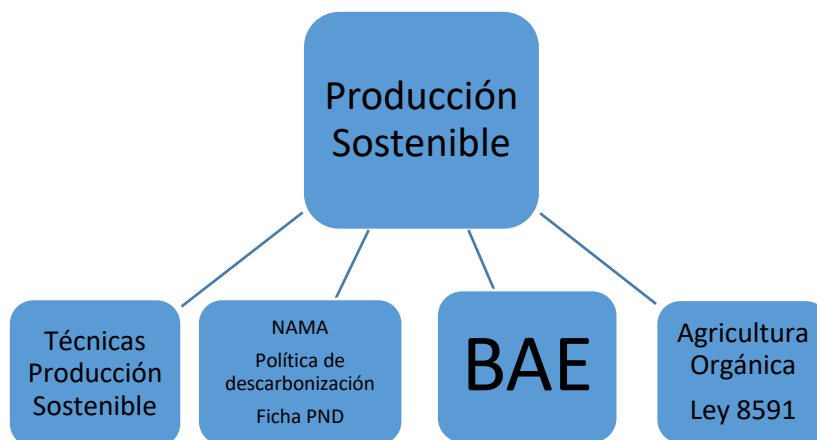 Producción
Sostenible
Técnicas
Producción
Sostenible
NAMA
Política de
descarbonización
Ficha PND
BAE
Agricultura
Orgánica
Ley 8591